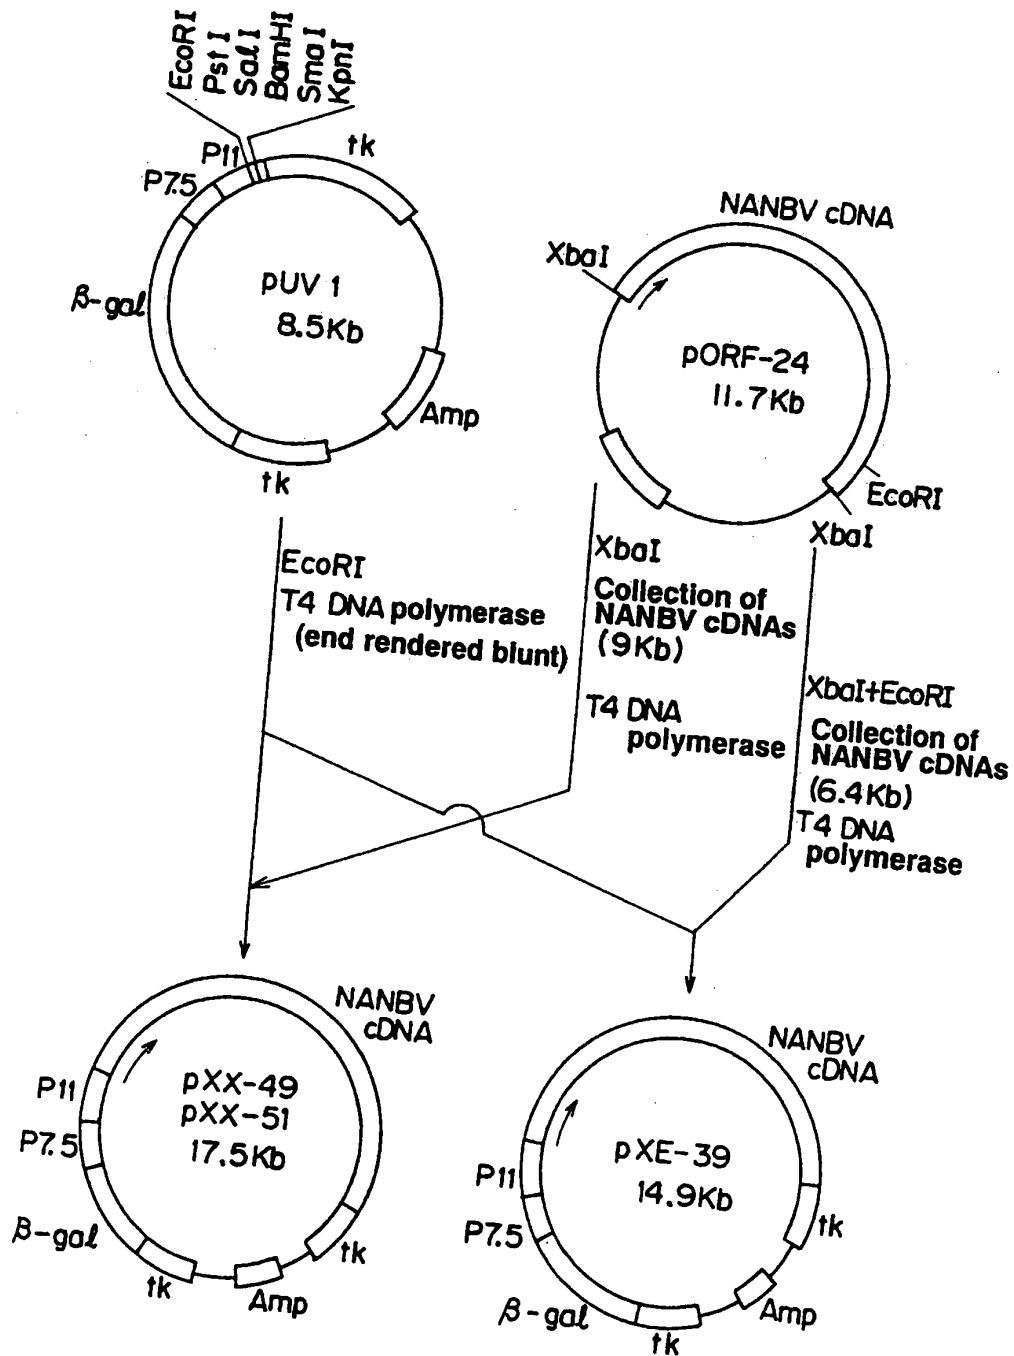 EcoRI
Pst I
Sal I
BamHI
Sma I
KpnI
P11
tk
P7.5
β-gal
pUV 1
8.5Kb
Amp
tk
NANBV cDNA
XbaI
pORF-24
11.7Kb
EcoRI
XbaI
EcoRI
T4 DNA polymerase
(end rendered blunt)
XbaI
Collection of
NANBV cDNAs
(9Kb)
T4 DNA
polymerase
XbaI+EcoRI
Collection of
NANBV cDNAs
(6.4Kb)
T4 DNA
polymerase
NANBV
cDNA
P11
pXX-49
pXX-51
17.5Kb
P7.5
β-gal
tk
Amp
tk
NANBV
cDNA
P11
pXE-39
14.9Kb
P7.5
tk
β-gal
Amp
tk